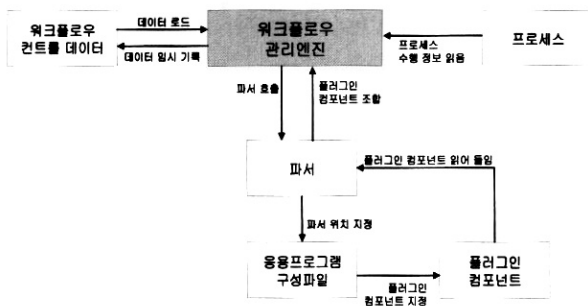 데이터 로드
워크플로우
컨트롤 데이터
데이터 임시 기록
워크플로우
관리엔진
프로세스
수행 정보 읽음
프로세스
파서 호출
플러그인
컴포넌트 조합
파서
플러그인 컴포넌트 읽어 들임
파서 위치 지정
응용프로그램
구성파일
플러그인
컴포넌트 지정
플러그인
컴포넌트